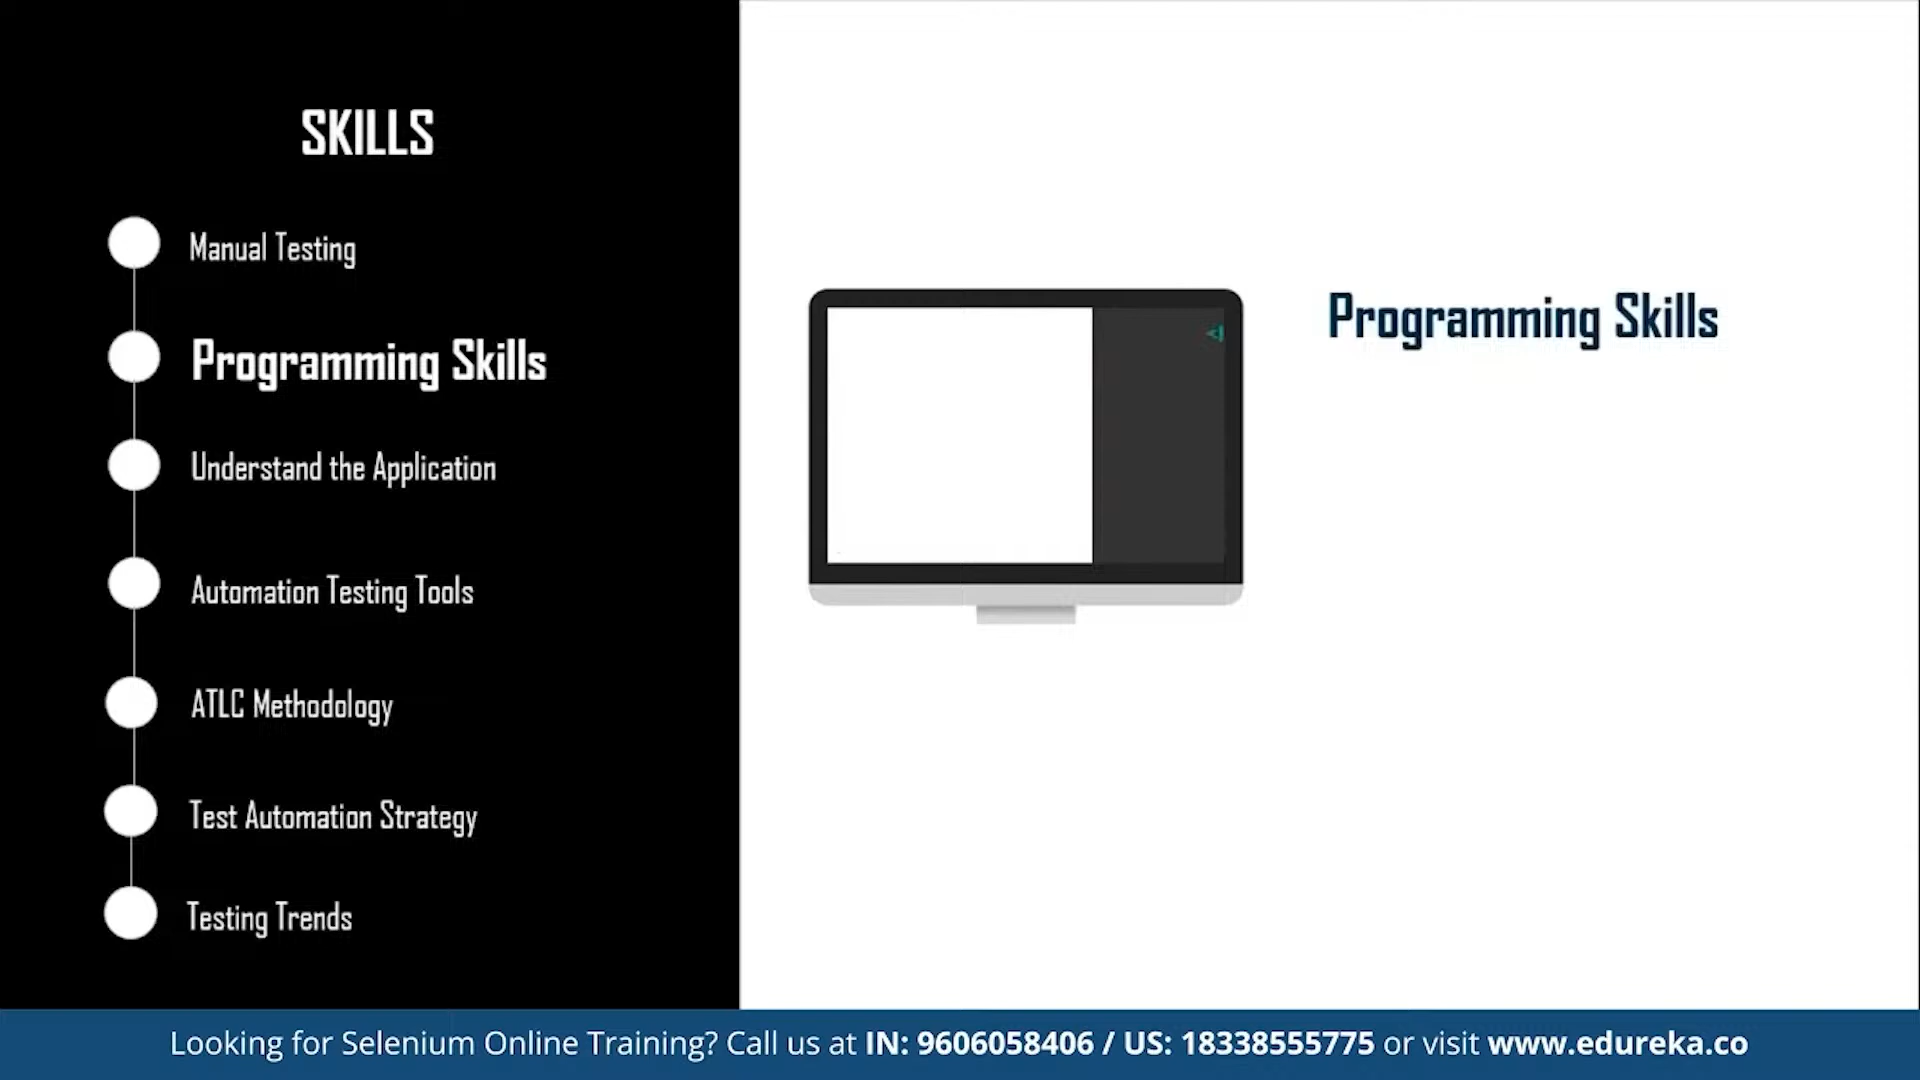 SKILLS
Manual Testing
Programming Skills
Understand the Application
Automation Testing Tools
ATLC Methodology
Test Automation Strategy
Testing Trends
Programming Skills
Looking for Selenium Online Training? Call us at IN: 9606058406 / US: 18338555775 or visit www.edureka.co